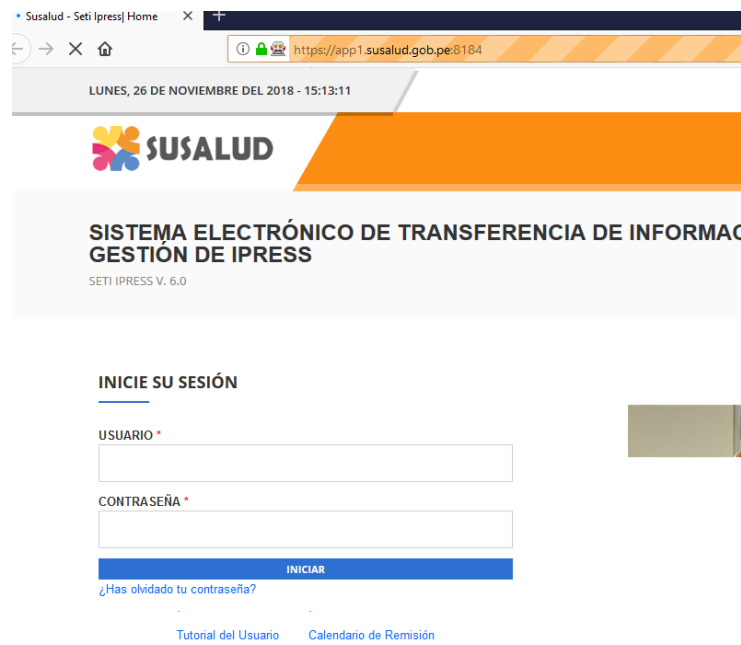 Susalud - Seti Ipress| Home
https://app1.susalud.gob.pe:8184
LUNES, 26 DE NOVIEMBRE DEL 2018 - 15:13:11
SUSALUD
SISTEMA ELECTRÓNICO DE TRANSFERENCIA DE INFORMAC
GESTIÓN DE IPRESS
SETI IPRESS V. 6.0
INICIE SU SESIÓN
USUARIO *
CONTRASEÑA *
INICIAR
¿Has olvidado tu contraseña?
Tutorial del Usuario Calendario de Remisión